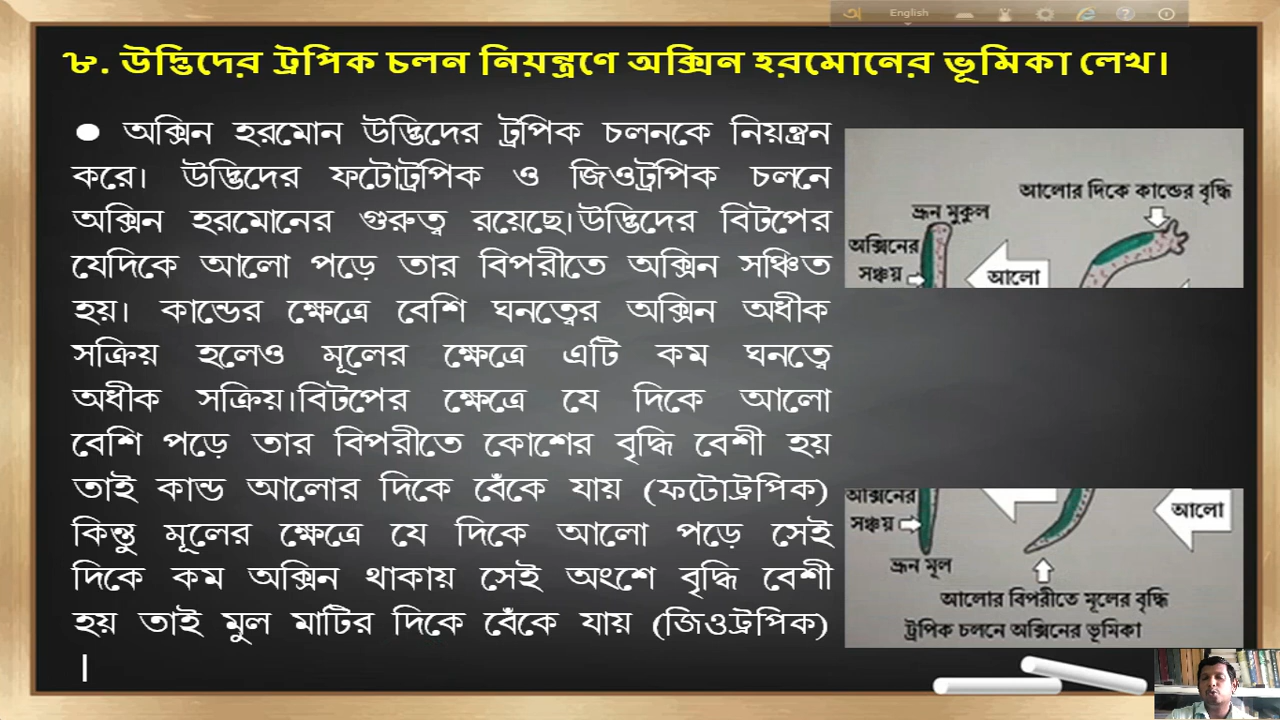 English
৮. উদ্ভিদের ট্রপিক চলন নিয়ন্ত্রণে অক্সিন হরমোনের ভূমিকা লেখ।
● অক্সিন হরমোন উদ্ভিদের ট্রপিক চলনকে নিয়ন্ত্রন
করে। উদ্ভিদের ফটোট্রপিক ও জিওট্রপিক চলনে
অক্সিন হরমোনের গুরুত্ব রয়েছে।উদ্ভিদের বিটপের
যেদিকে আলো পড়ে তার বিপরীতে অক্সিন সঞ্চিত
হয়। কান্ডের ক্ষেত্রে বেশি ঘনত্বের অক্সিন অধীক
সক্রিয় হলেও মূলের ক্ষেত্রে এটি কম ঘনত্বে
অধীক সক্রিয়।বিটপের ক্ষেত্রে যে দিকে আলো
বেশি পড়ে তার বিপরীতে কোশের বৃদ্ধি বেশী হয়
তাই কান্ড আলোর দিকে বেঁকে যায় (ফটোট্রপিক)
কিন্তু মূলের ক্ষেত্রে যে দিকে আলো পড়ে সেই
দিকে কম অক্সিন থাকায় সেই অংশে বৃদ্ধি বেশী
হয় তাই মুল মাটির দিকে বেঁকে যায় (জিওট্রপিক)
|
আলোর দিকে কান্ডের বৃদ্ধি
ভ্রূন মুকুল
অক্সিনের
সঞ্চয়
আলো
অক্সিনের
সঞ্চয়
আলো
ভ্রূন মূল
আলোর বিপরীতে মূলের বৃদ্ধি
ট্রপিক চলনে অক্সিনের ভূমিকা